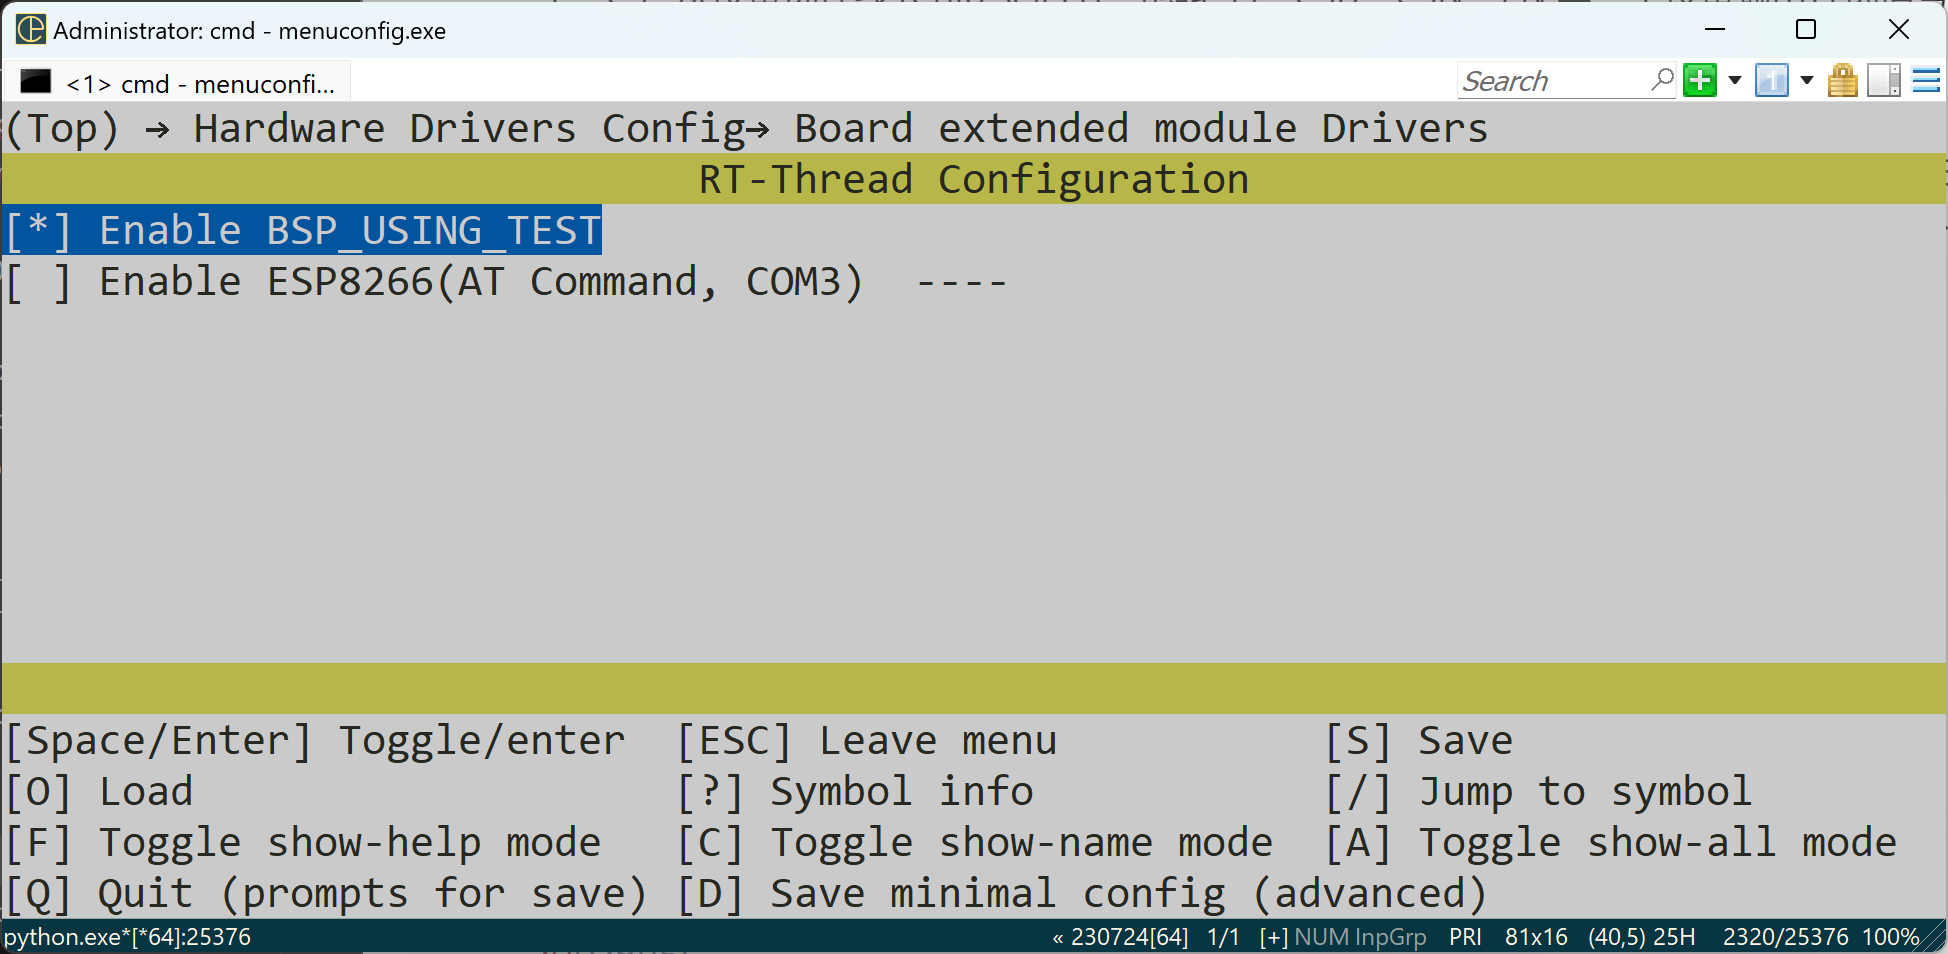 Administrator: cmd - menuconfig.exe
<1> cmd - menuconfi...
Search
1
(Top) → Hardware Drivers Config→ Board extended module Drivers
RT-Thread Configuration
[*] Enable BSP_USING_TEST
[ ] Enable ESP8266(AT Command, COM3)  ----
[Space/Enter] Toggle/enter  [ESC] Leave menu  [S] Save
[O] Load  [?] Symbol info  [/] Jump to symbol
[F] Toggle show-help mode  [C] Toggle show-name mode  [A] Toggle show-all mode
[Q] Quit (prompts for save) [D] Save minimal config (advanced)
python.exe*[*64]:25376  « 230724[64]  1/1  [+] NUM InpGrp  PRI  81x16  (40,5) 25H  2320/25376  100%